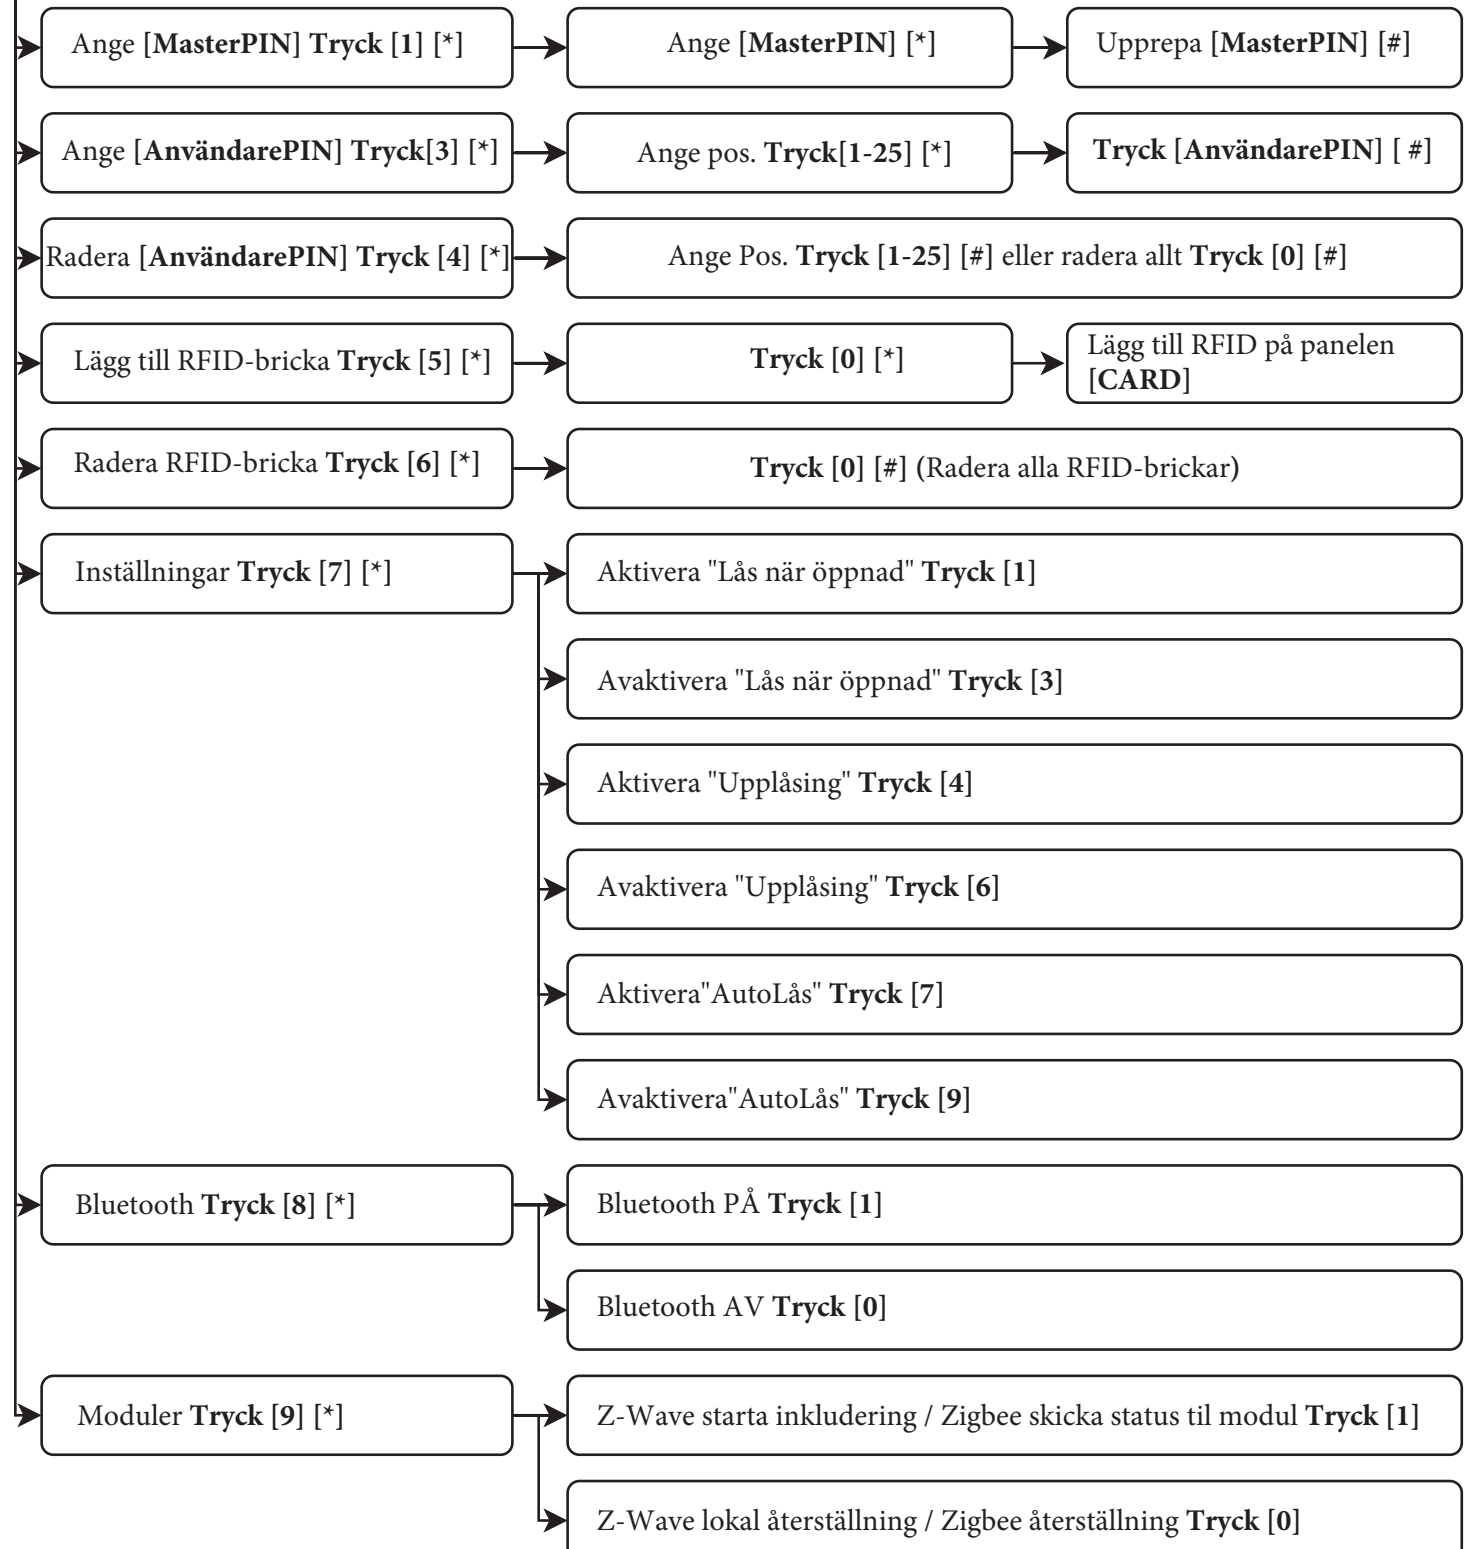 Ange [MasterPIN] Tryck [1] [*]
Ange [MasterPIN] [*]
Upprepa [MasterPIN] [#]
Ange [AnvändarePIN] Tryck[3] [*]
Ange pos. Tryck[1-25] [*]
Tryck [AnvändarePIN] [ #]
Radera [AnvändarePIN] Tryck [4] [*]
Ange Pos. Tryck [1-25] [#] eller radera allt Tryck [0] [#]
Lägg till RFID-bricka Tryck [5] [*]
Tryck [0] [*]
Lägg till RFID på panelen
[CARD]
Radera RFID-bricka Tryck [6] [*]
Tryck [0] [#] (Radera alla RFID-brickar)
Inställningar Tryck [7] [*]
Aktivera "Lås när öppnad" Tryck [1]
Avaktivera "Lås när öppnad" Tryck [3]
Aktivera "Upplåsing" Tryck [4]
Avaktivera "Upplåsing" Tryck [6]
Aktivera"AutoLås" Tryck [7]
Avaktivera"AutoLås" Tryck [9]
Bluetooth Tryck [8] [*]
Bluetooth PÅ Tryck [1]
Bluetooth AV Tryck [0]
Moduler Tryck [9] [*]
Z-Wave starta inkludering / Zigbee skicka status til modul Tryck [1]
Z-Wave lokal återställning / Zigbee återställning Tryck [0]